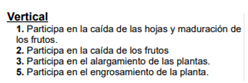 Vertical
1. Participa en la caída de las hojas y maduración de
los frutos.
2. Participa en la caída de los frutos
3. Participa en el alargamiento de las plantas.
5. Participa en el engrosamiento de la planta.